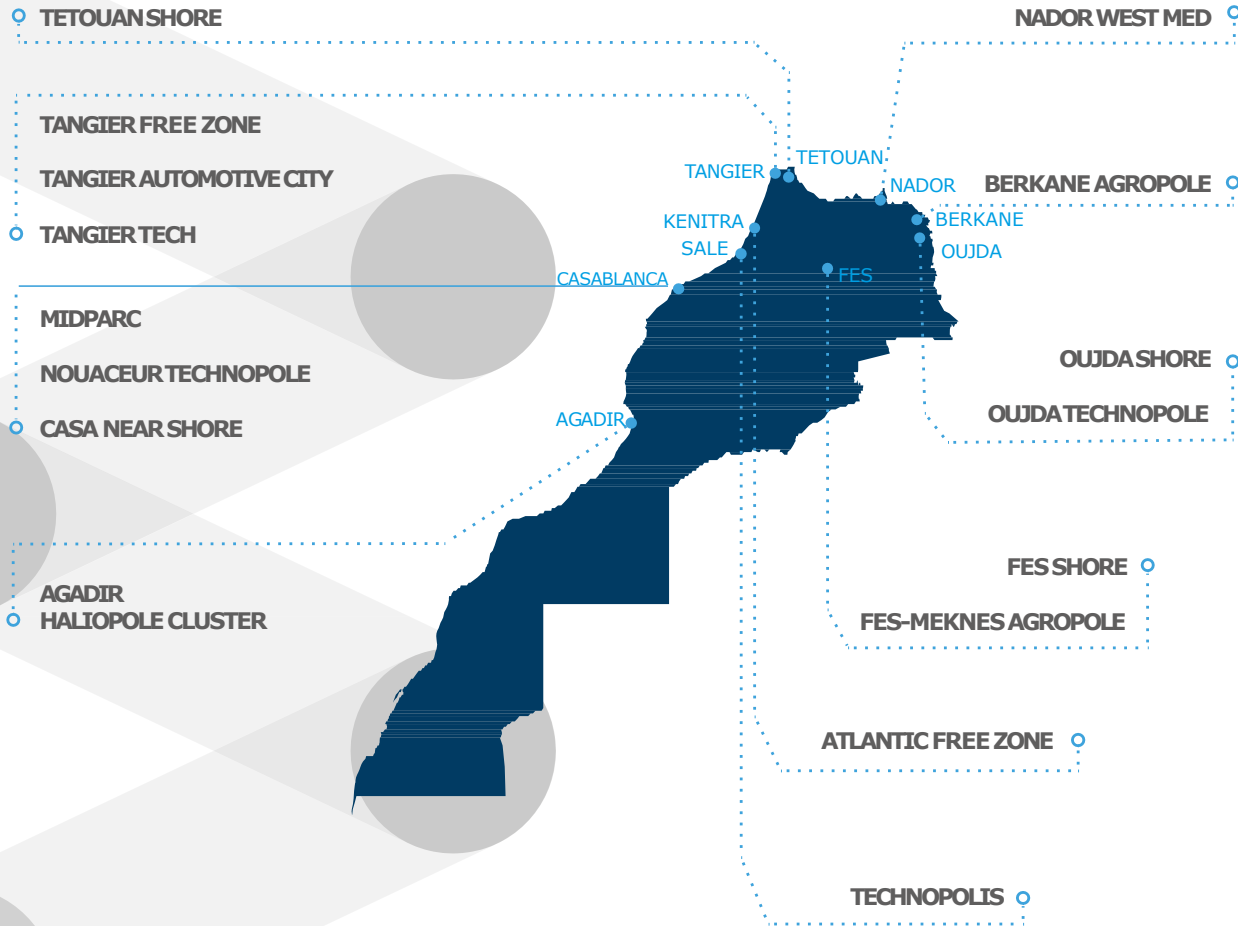 TETOUAN SHORE
NADOR WEST MED
TANGIER FREE ZONE
TETOUAN
TANGIER
TANGIER AUTOMOTIVE CITY
NADOR
BERKANE AGROPOLE
KENITRA
BERKANE
TANGIER TECH
SALE
OUJDA
CASABLANCA
FES
MIDPARC
OUJDA SHORE
NOUACEUR TECHNOPOLE
OUJDA TECHNOPOLE
AGADIR
CASA NEAR SHORE
FES SHORE
AGADIR
HALIOPOLE CLUSTER
FES-MEKNES AGROPOLE
ATLANTIC FREE ZONE
TECHNOPOLIS